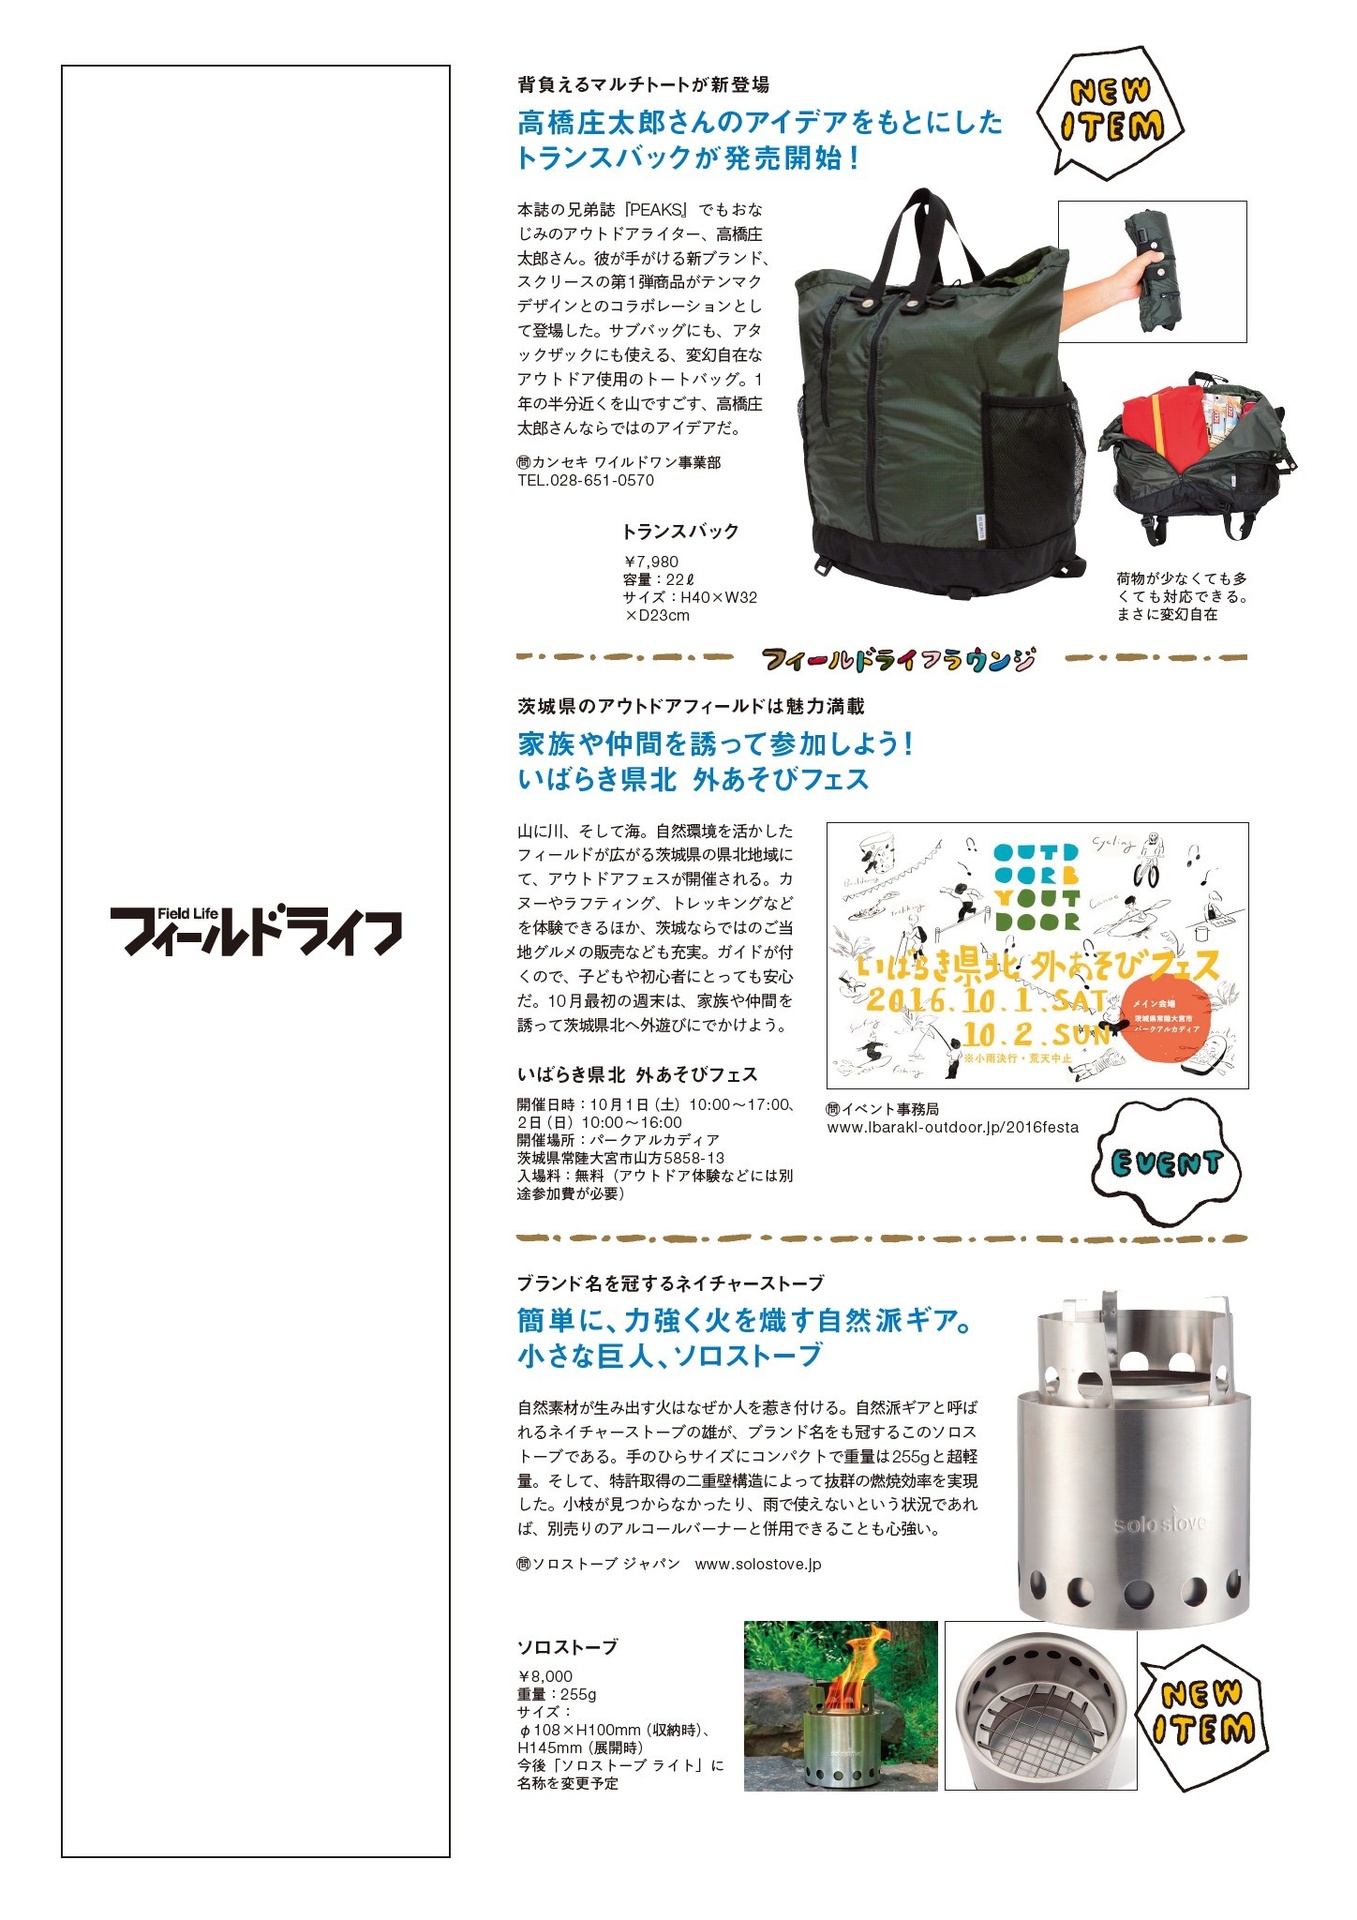 Field Life
フィールドライフ
背負えるマルチトートが新登場
高橋庄太郎さんのアイデアをもとにした
トランスバックが発売開始！
NEW
ITEM
本誌の兄弟誌『PEAKS』でもおな
じみのアウトドアライター、高橋庄
太郎さん。彼が手がける新ブランド、
スクリースの第1弾商品がテンマク
デザインとのコラボレーションとし
て登場した。サブバッグにも、アタ
ックザックにも使える、変幻自在な
アウトドア使用のトートバッグ。1
年の半分近くを山ですごす、高橋庄
太郎さんならではのアイデアだ。
㉄カンセキ ワイルドワン事業部
TEL.028-651-0570
トランスバック
￥7,980
容量：22ℓ
サイズ：H40×W32
×D23cm
荷物が少なくても多
くても対応できる。
まさに変幻自在
フィールドライフラウンジ
茨城県のアウトドアフィールドは魅力満載
家族や仲間を誘って参加しよう！
いばらき県北 外あそびフェス
山に川、そして海。自然環境を活かした
フィールドが広がる茨城県の県北地域に
て、アウトドアフェスが開催される。カ
ヌーやラフティング、トレッキングなど
を体験できるほか、茨城ならではのご当
地グルメの販売なども充実。ガイドが付
くので、子どもや初心者にとっても安心
だ。10月最初の週末は、家族や仲間を
誘って茨城県北へ外遊びにでかけよう。
いばらき県北 外あそびフェス
開催日時：10月1日（土）10:00〜17:00、
2日（日）10:00〜16:00
開催場所：パークアルカディア
茨城県常陸大宮市山方5858-13
入場料：無料（アウトドア体験などには別
途参加費が必要）
OUTD
OORB
YOUT
DOOR
Cycling
Trekking
Canoe
Fishing
いばらき県北 外あそびフェス
2016.10.1.SAT
10.2.SUN
※小雨決行・荒天中止
メイン会場
茨城県常陸大宮市
パークアルカディア
㉄イベント事務局
www.Ibaraki-outdoor.jp/2016festa
EVENT
ブランド名を冠するネイチャーストーブ
簡単に、力強く火を熾す自然派ギア。
小さな巨人、ソロストーブ
自然素材が生み出す火はなぜか人を惹き付ける。自然派ギアと呼ば
れるネイチャーストーブの雄が、ブランド名をも冠するこのソロス
トーブである。手のひらサイズにコンパクトで重量は255gと超軽
量。そして、特許取得の二重壁構造によって抜群の燃焼効率を実現
した。小枝が見つからなかったり、雨で使えないという状況であれ
ば、別売りのアルコールバーナーと併用できることも心強い。
㉄ソロストーブ ジャパン　www.solostove.jp
solo stove
ソロストーブ
￥8,000
重量：255g
サイズ：
φ108×H100mm（収納時）、
H145mm（展開時）
今後「ソロストーブ ライト」に
名称を変更予定
solo stove
NEW
ITEM